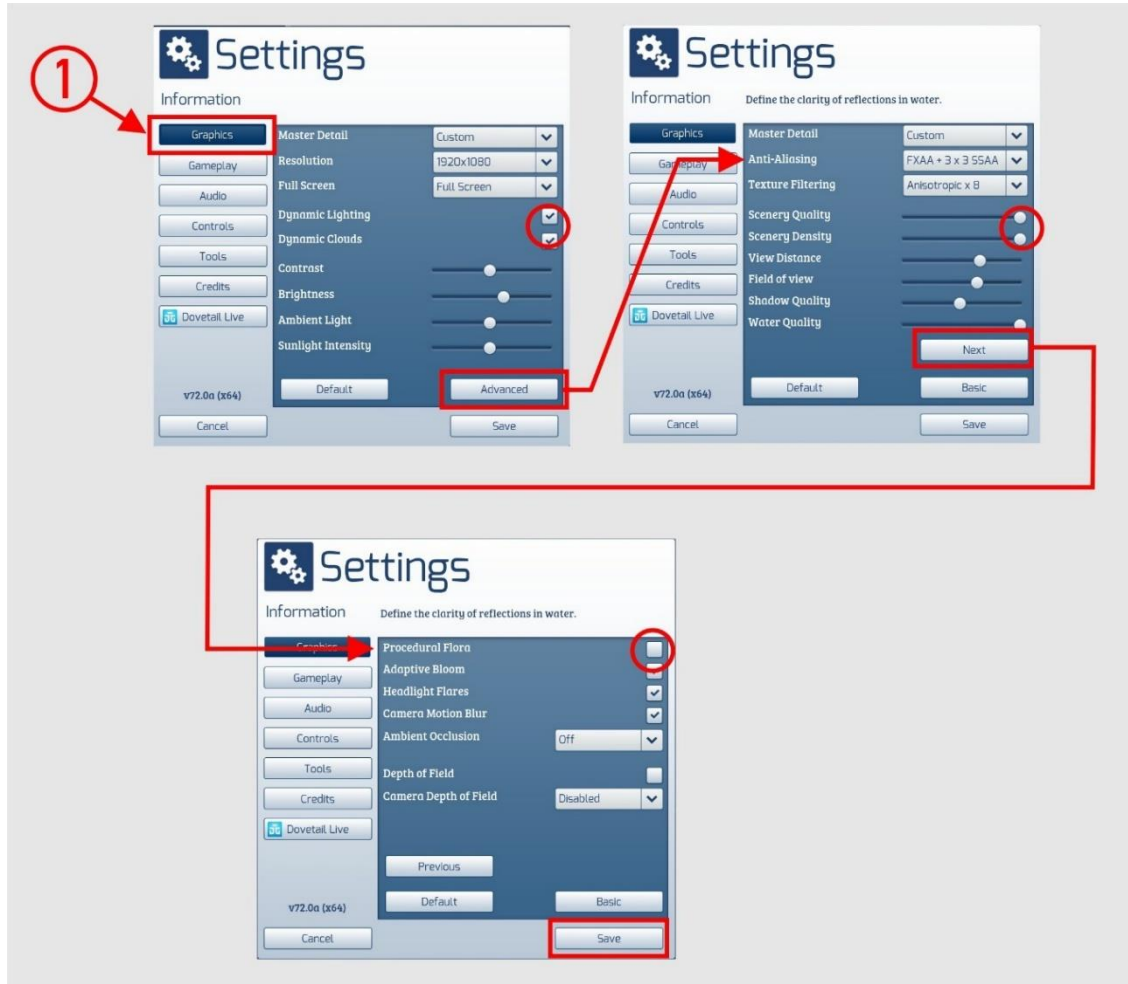 1
Settings
Information
Graphics
Gameplay
Audio
Controls
Tools
Credits
Dovetail Live
v72.0a (x64)
Cancel
Master Detail Custom
Resolution 1920x1080
Full Screen Full Screen
Dynamic Lighting
Dynamic Clouds
Contrast
Brightness
Ambient Light
Sunlight Intensity
Default Advanced
Save
Settings
Information Define the clarity of reflections in water.
Graphics
Gameplay
Audio
Controls
Tools
Credits
Dovetail Live
v72.0a (x64)
Cancel
Master Detail Custom
Anti-Aliasing FXAA + 3 x 3 SSAA
Texture Filtering Anisotropic x 8
Scenery Quality
Scenery Density
View Distance
Field of view
Shadow Quality
Water Quality
Next
Default Basic
Save
Settings
Information Define the clarity of reflections in water.
Graphics
Gameplay
Audio
Controls
Tools
Credits
Dovetail Live
v72.0a (x64)
Cancel
Procedural Flora
Adaptive Bloom
Headlight Flares
Camera Motion Blur
Ambient Occlusion Off
Depth of Field
Camera Depth of Field Disabled
Previous
Default Basic
Save